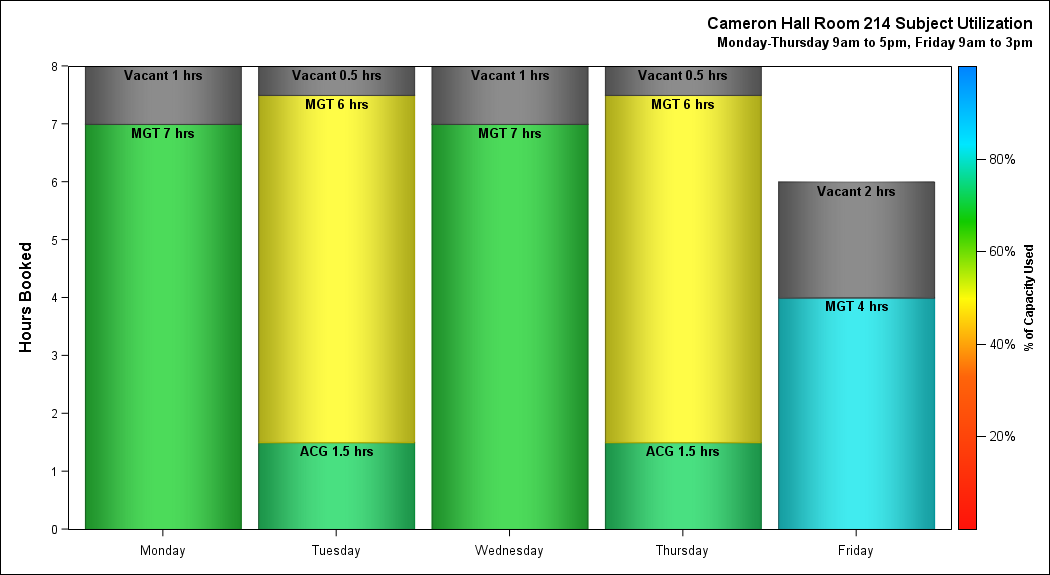 Cameron Hall Room 214 Subject Utilization
Monday-Thursday 9am to 5pm, Friday 9am to 3pm
Hours Booked
8
7
6
5
4
3
2
1
0
Vacant 1 hrs
MGT 7 hrs
Vacant 0.5 hrs
MGT 6 hrs
ACG 1.5 hrs
Vacant 1 hrs
MGT 7 hrs
Vacant 0.5 hrs
MGT 6 hrs
ACG 1.5 hrs
Vacant 2 hrs
MGT 4 hrs
Monday
Tuesday
Wednesday
Thursday
Friday
80%
60%
40%
20%
% of Capacity Used